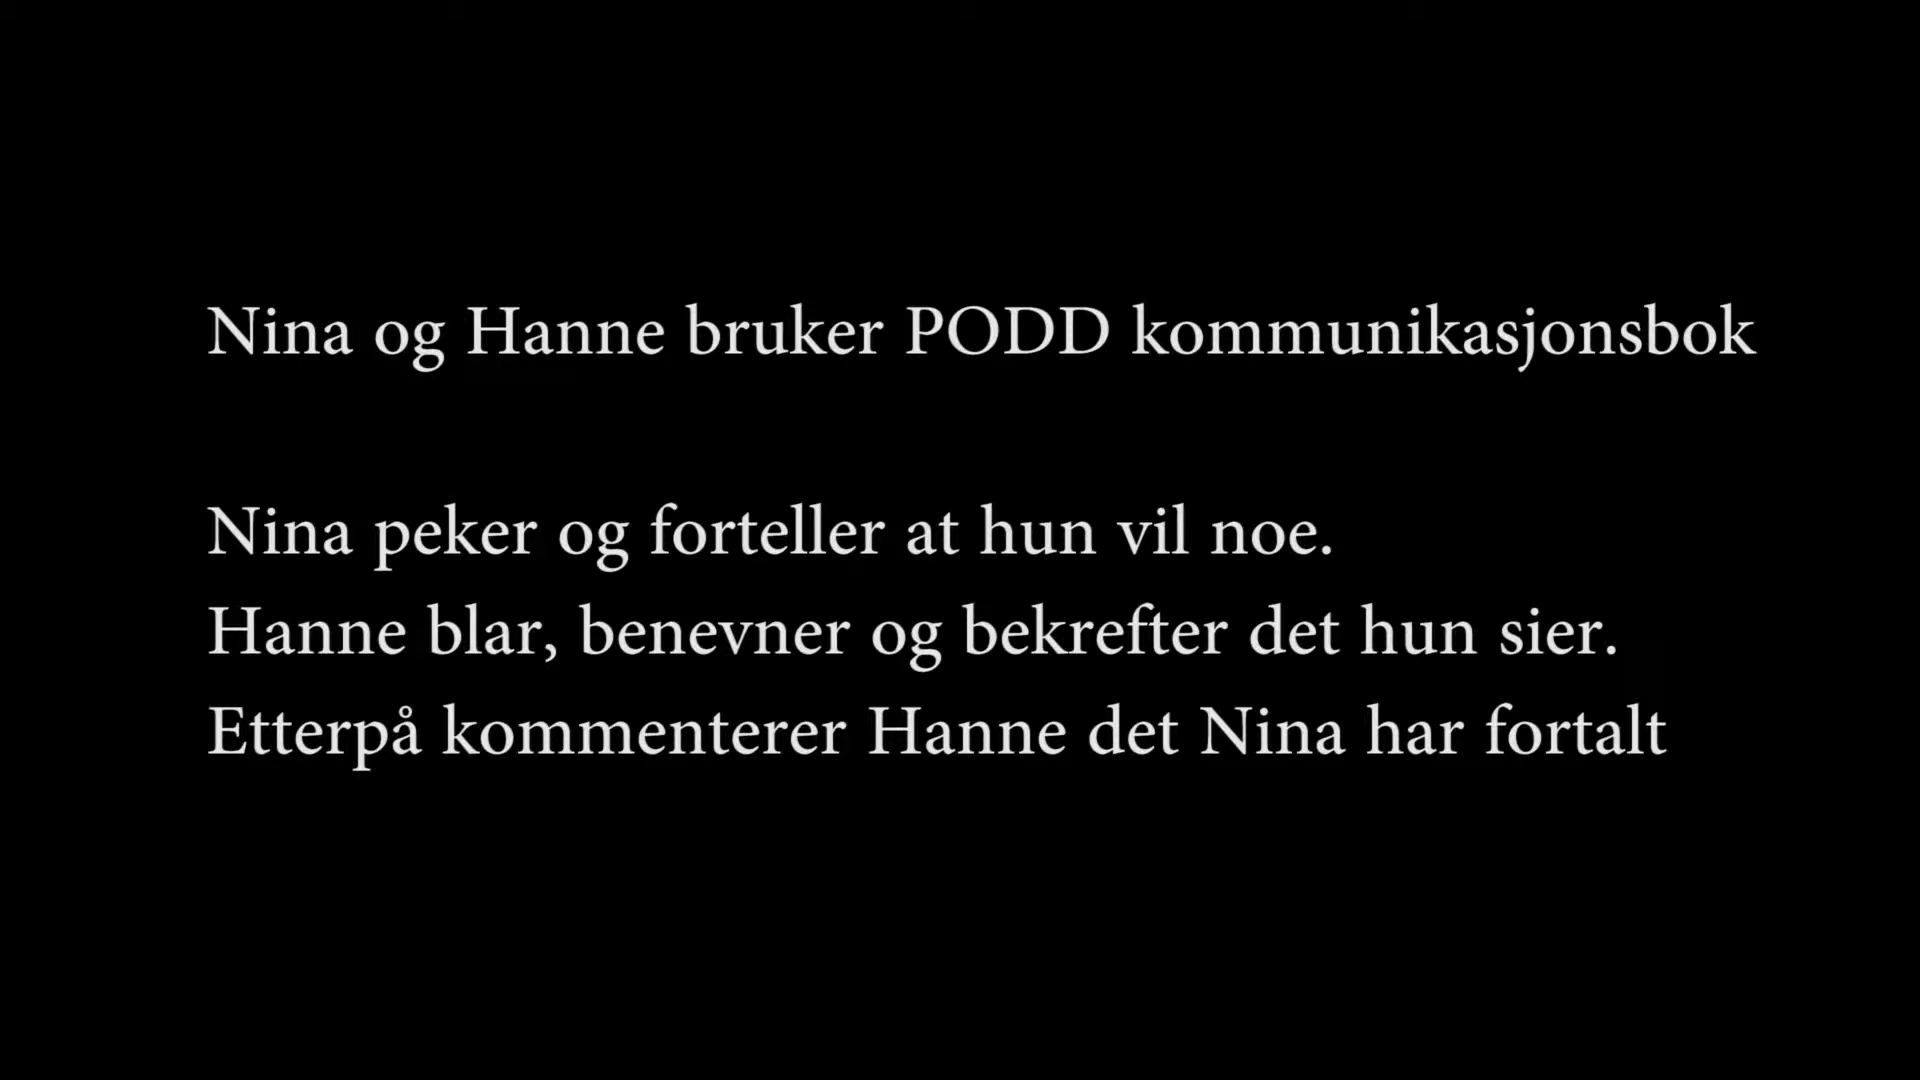 Nina og Hanne bruker PODD kommunikasjonsbok
Nina peker og forteller at hun vil noe.
Hanne blar, benevner og bekrefter det hun sier.
Etterpå kommenterer Hanne det Nina har fortalt